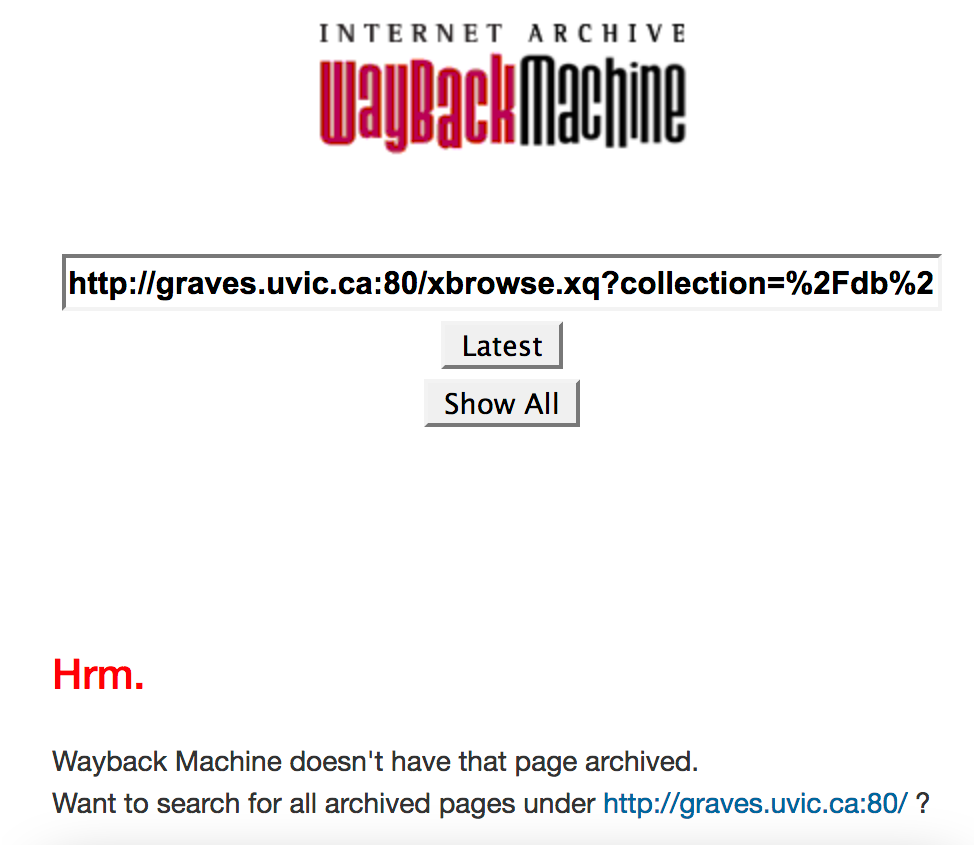 INTERNET ARCHIVE
WayBackMachine
http://graves.uvic.ca:80/xbrowse.xq?collection=%2Fdb%2
Latest
Show All
Hrm.
Wayback Machine doesn't have that page archived.
Want to search for all archived pages under http://graves.uvic.ca:80/ ?